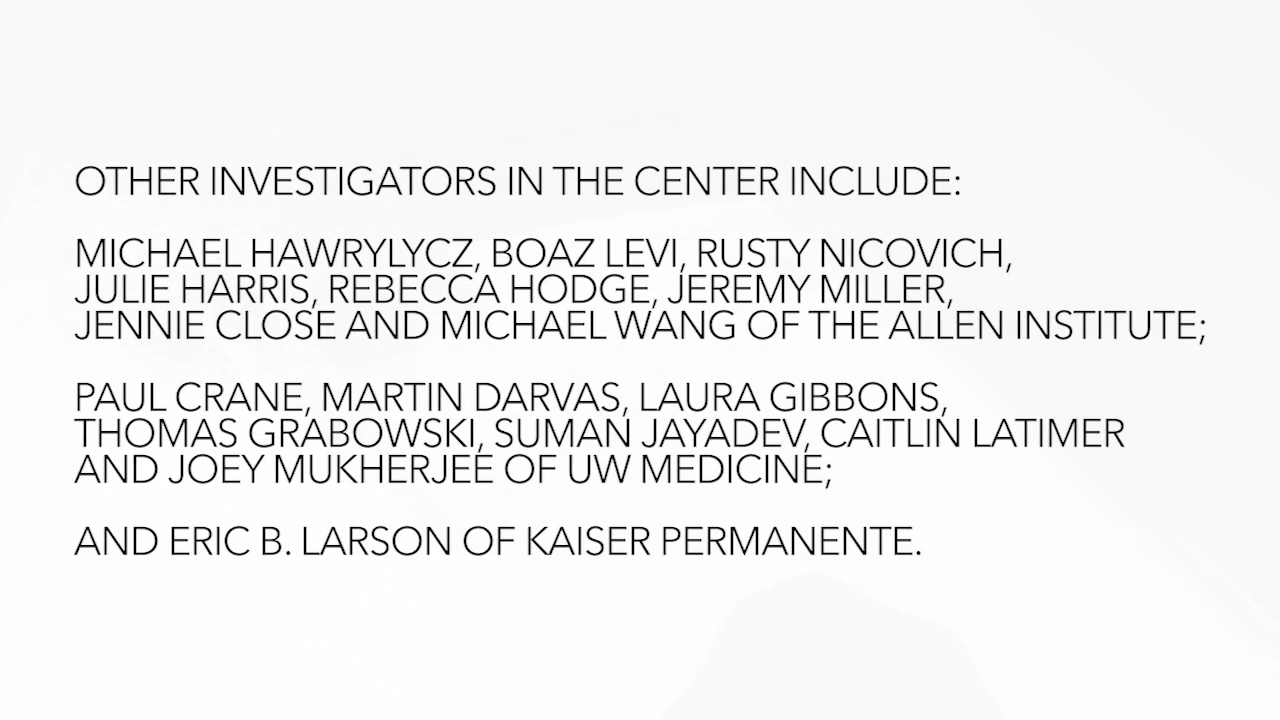 OTHER INVESTIGATORS IN THE CENTER INCLUDE:
MICHAEL HAWRYLYCZ, BOAZ LEVI, RUSTY NICOVICH,
JULIE HARRIS, REBECCA HODGE, JEREMY MILLER,
JENNIE CLOSE AND MICHAEL WANG OF THE ALLEN INSTITUTE;
PAUL CRANE, MARTIN DARVAS, LAURA GIBBONS,
THOMAS GRABOWSKI, SUMAN JAYADEV, CAITLIN LATIMER
AND JOEY MUKHERJEE OF UW MEDICINE;
AND ERIC B. LARSON OF KAISER PERMANENTE.